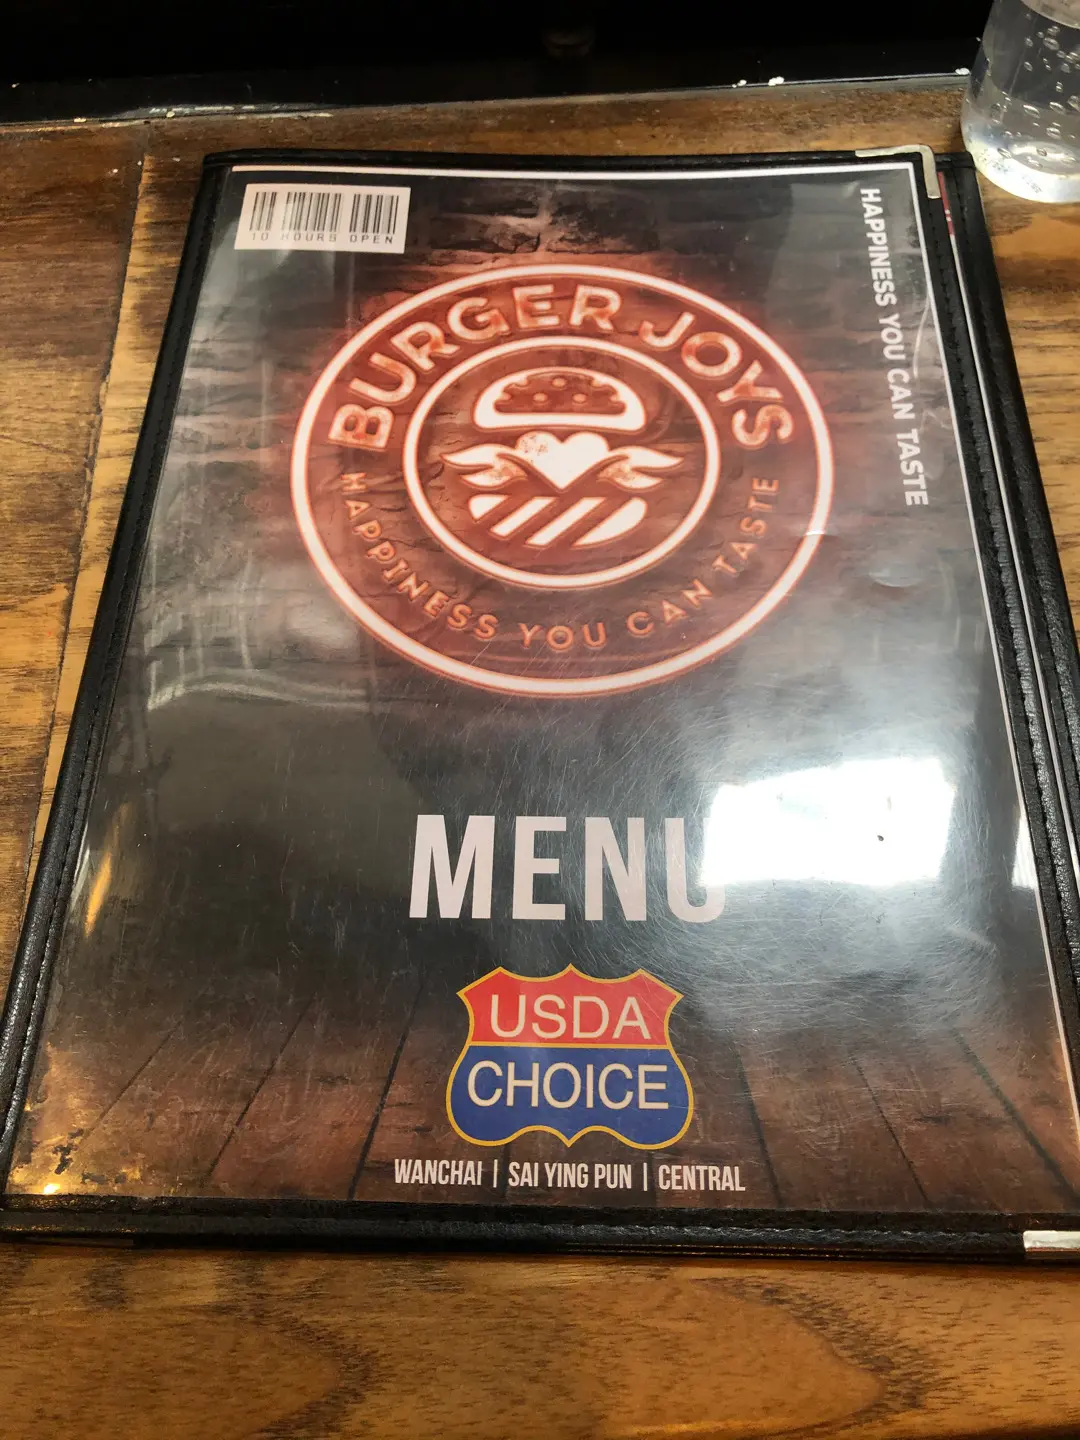 10 HOURS OPEN
HAPPINESS YOU CAN TASTE
BURGER JOYS
HAPPINESS YOU CAN TASTE
MENU
USDA
CHOICE
WANCHAI | SAI YING PUN | CENTRAL